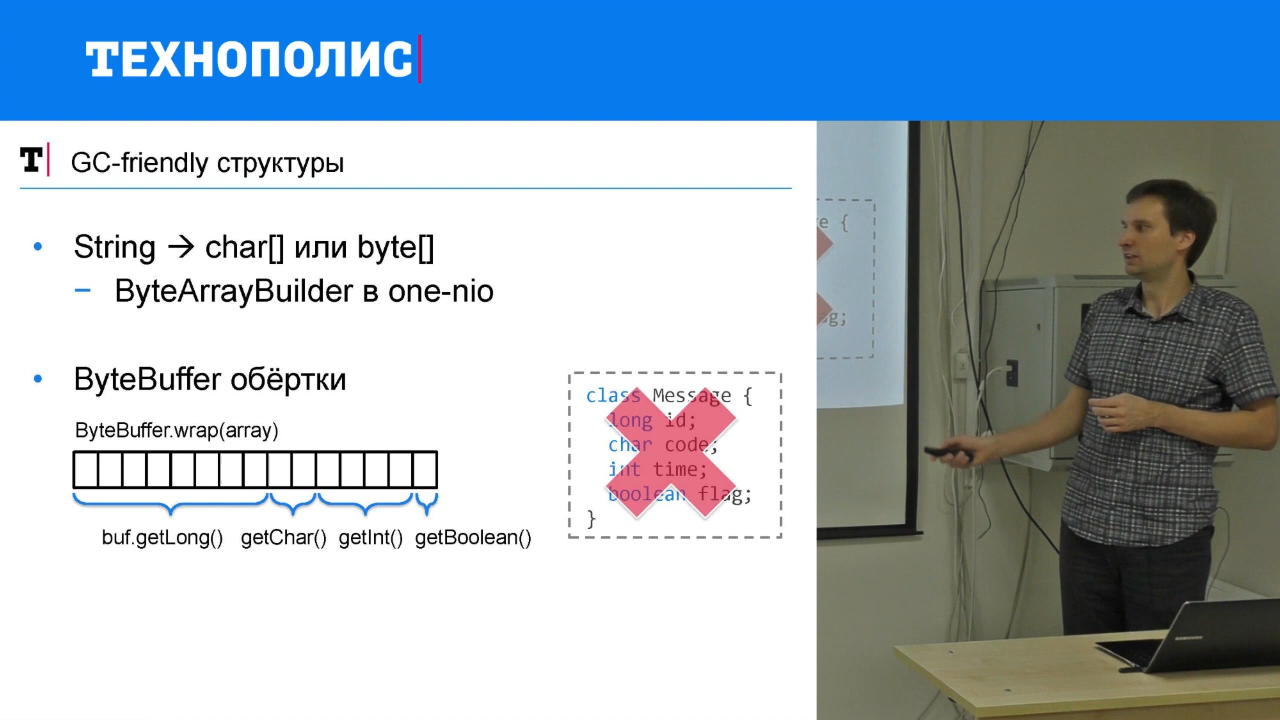 ТЕХНОПОЛИС
T GC-friendly структуры
String → char[] или byte[]
ByteArrayBuilder в one-nio
ByteBuffer обёртки
ByteBuffer.wrap(array)
buf.getLong() getChar() getInt() getBoolean()
class Message {
long id;
char code;
int time;
boolean flag;
}
e {
g;
SAMSUNG